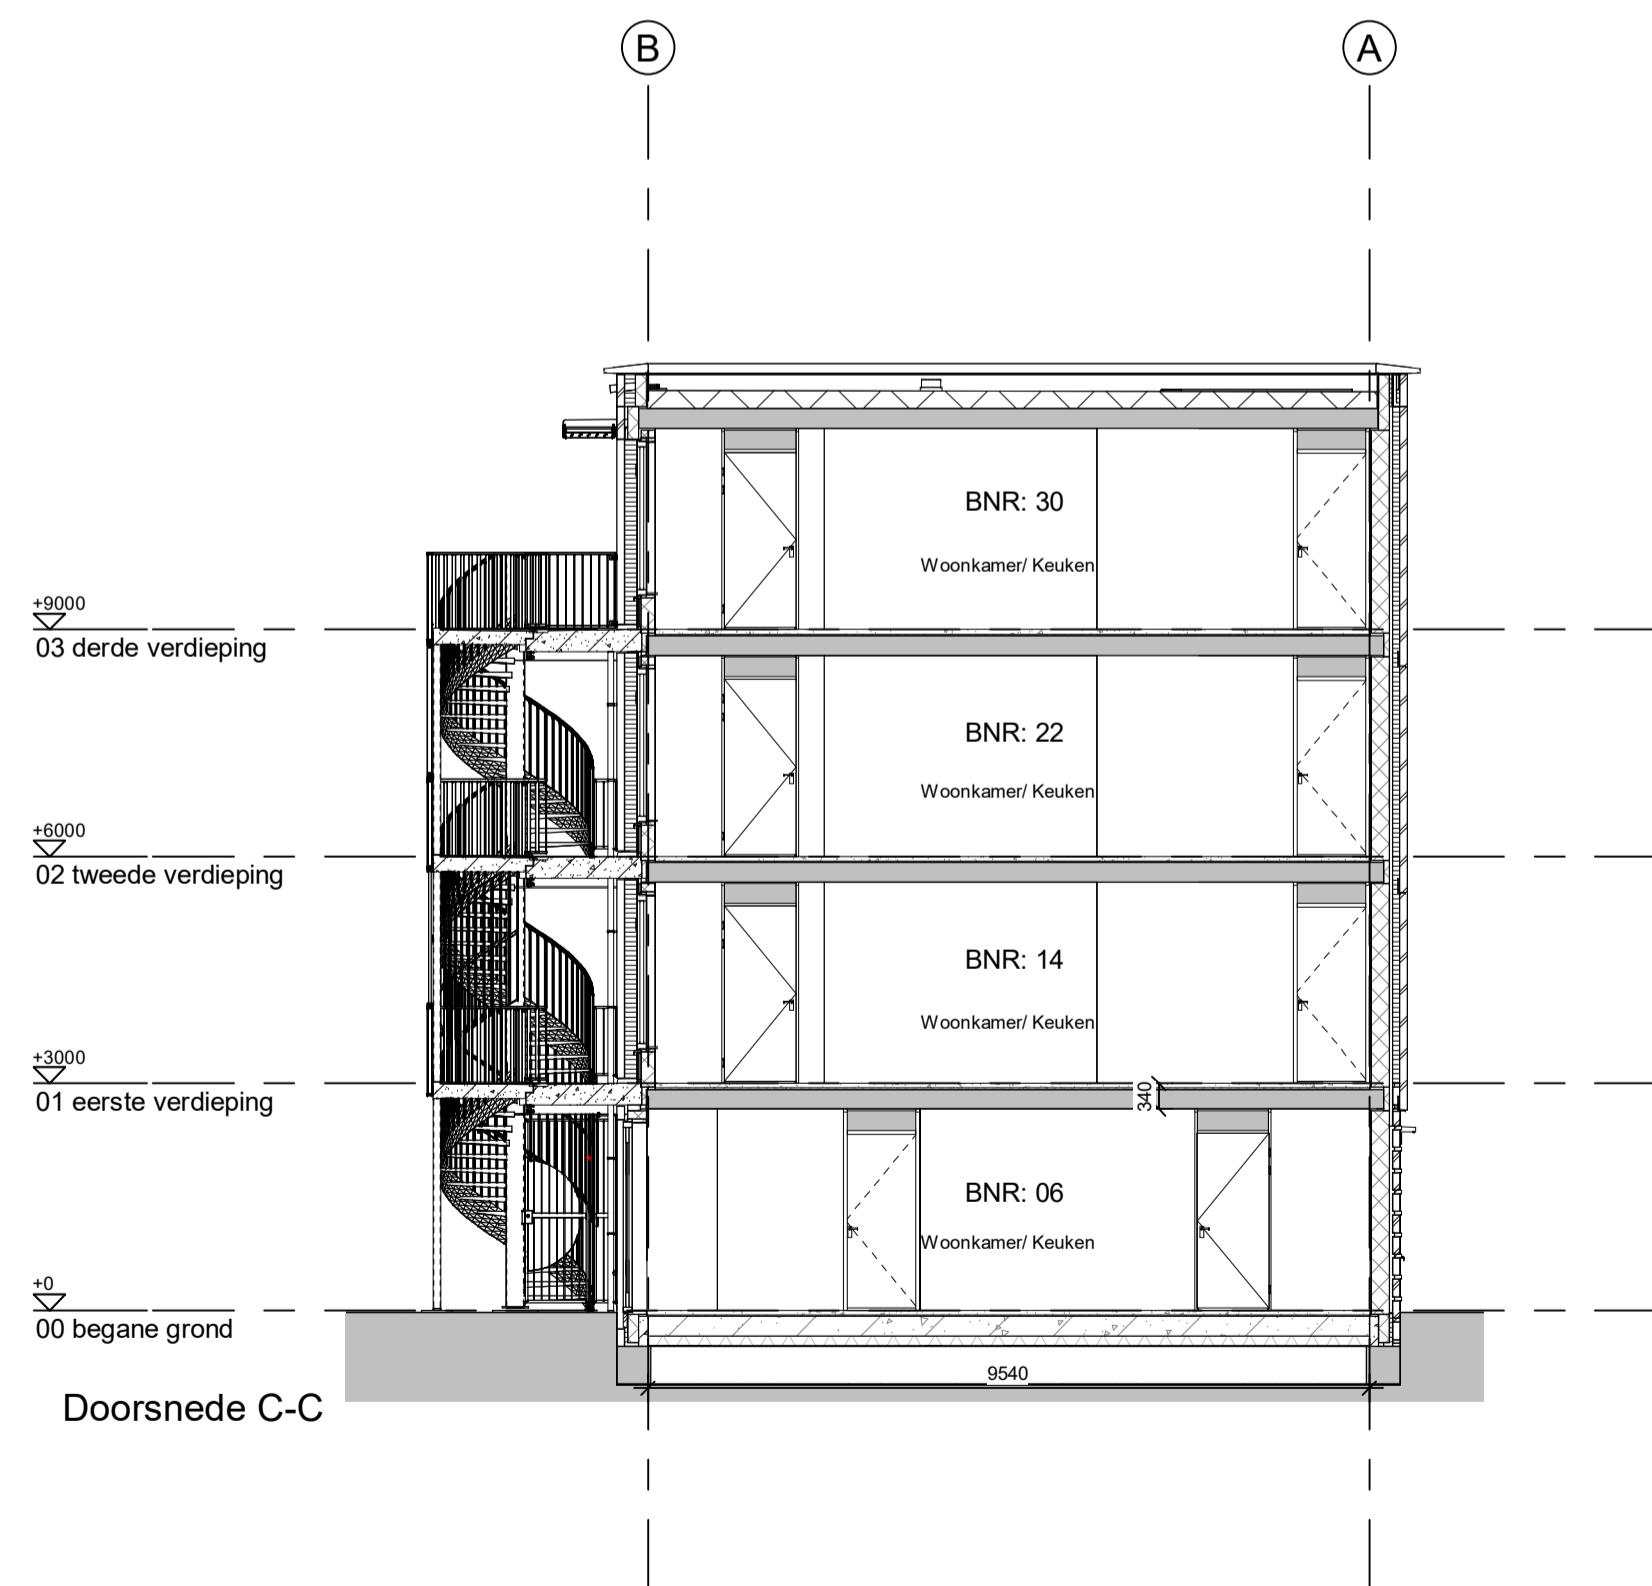 B
A
BNR: 30
Woonkamer/ Keuken
+9000
03 derde verdieping
BNR: 22
Woonkamer/ Keuken
+6000
02 tweede verdieping
BNR: 14
Woonkamer/ Keuken
+3000
01 eerste verdieping
340
BNR: 06
Woonkamer/ Keuken
+0
00 begane grond
9540
Doorsnede C-C